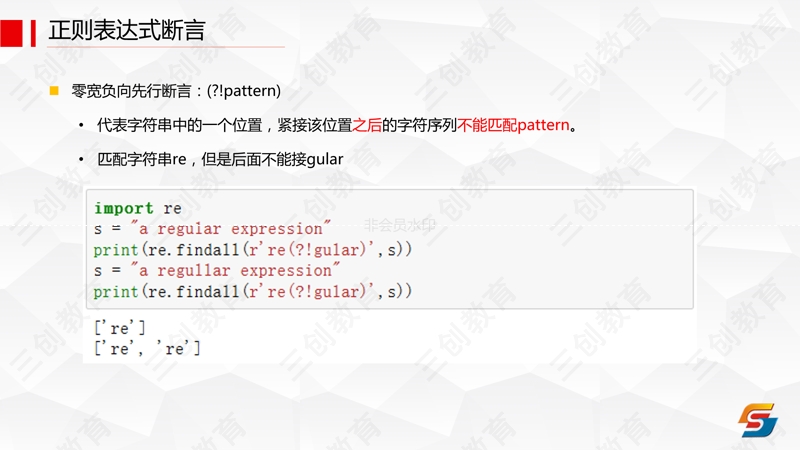 正则表达式断言
零宽负向先行断言：(?!pattern)
• 代表字符串中的一个位置，紧接该位置之后的字符序列不能匹配pattern。
• 匹配字符串re，但是后面不能接gular
import re
s = "a regular expression"
print(re.findall(r're(?!gular)',s))
s = "a regullar expression"
print(re.findall(r're(?!gular)',s))
['re']
['re', 're']
非会员水印
三创教育